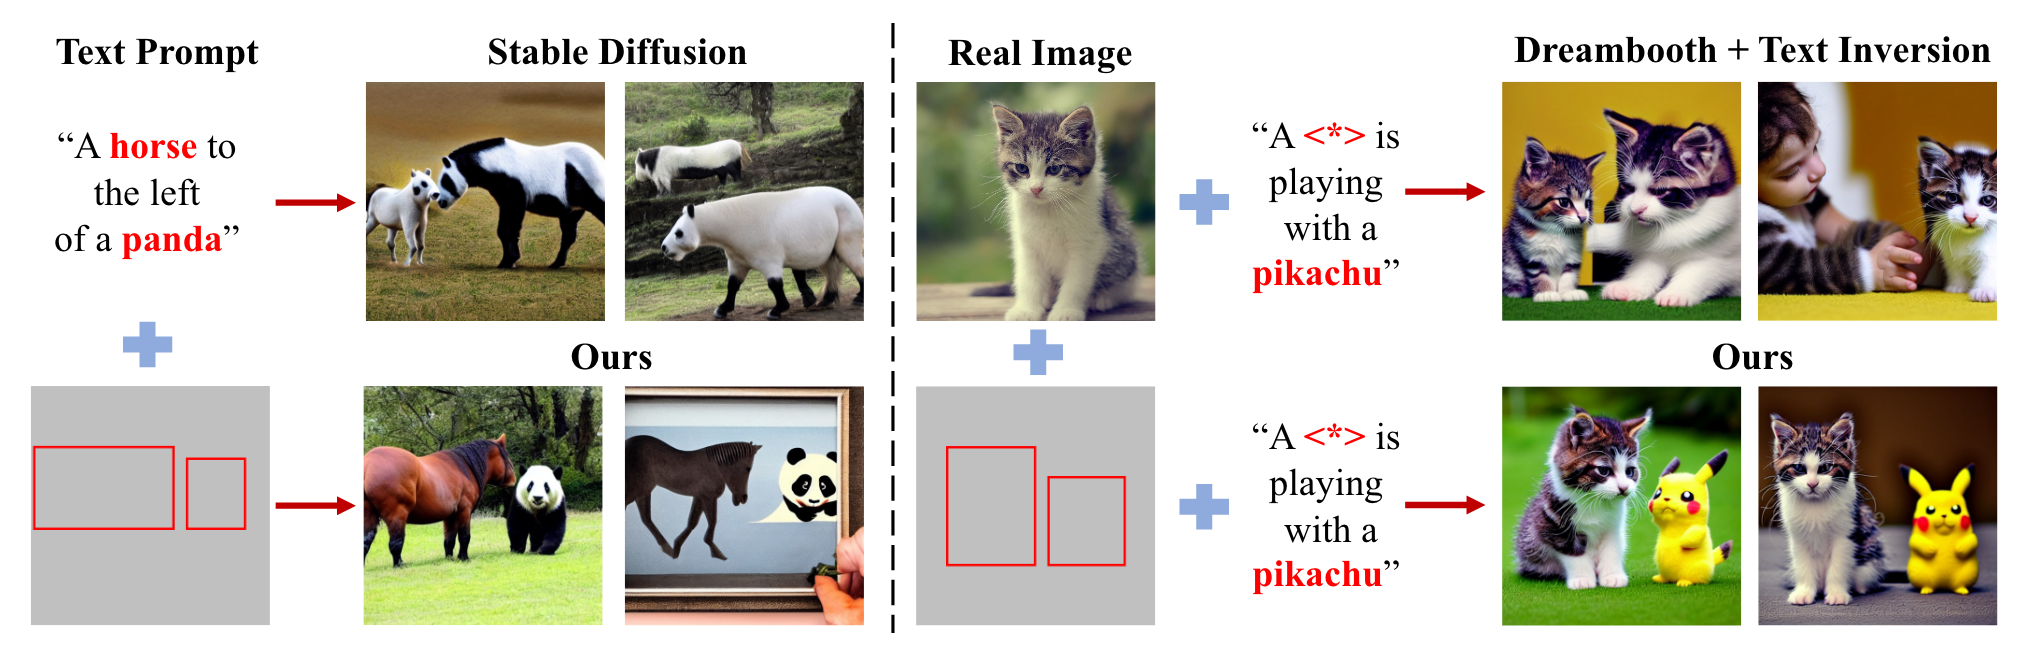 Text Prompt
“A horse to
the left
of a panda”
Stable Diffusion
Ours
Real Image
“A <*> is
playing
with a
pikachu”
Dreambooth + Text Inversion
“A <*> is
playing
with a
pikachu”
Ours